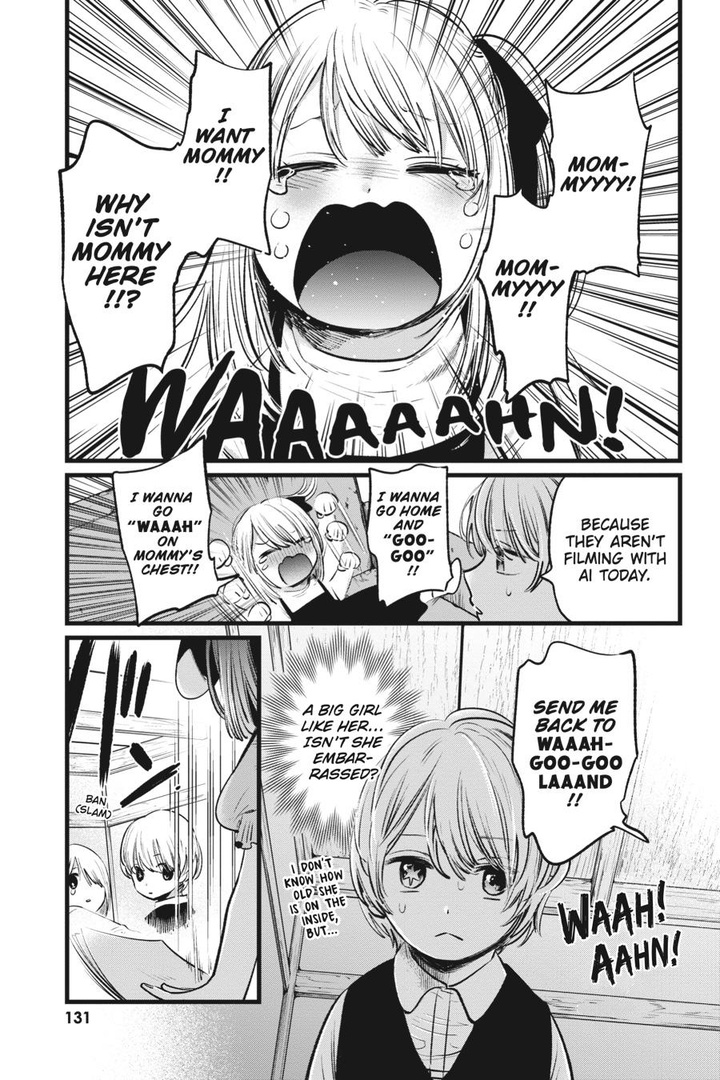 MOM-
MYYYY!
MOM-
MYYYY
!!
I
WANT
MOMMY
!!
WHY
ISN'T
MOMMY
HERE
!!?
WAAAAAAHN!
BECAUSE
THEY AREN'T
FILMING WITH
AI TODAY.
I WANNA
GO HOME
AND
"GOO-
GOO"
!!
I WANNA
GO
"WAAAH"
ON
MOMMY'S
CHEST!!
SEND ME
BACK TO
WAAAH-
GOO-GOO
LAAAND
!!
WAAH!
AAHN!
A BIG GIRL
LIKE HER...
ISN'T SHE
EMBAR-
RASSED?
I DON'T
KNOW HOW
OLD SHE
IS ON THE
INSIDE,
BUT...
BAN
(SLAM)
131